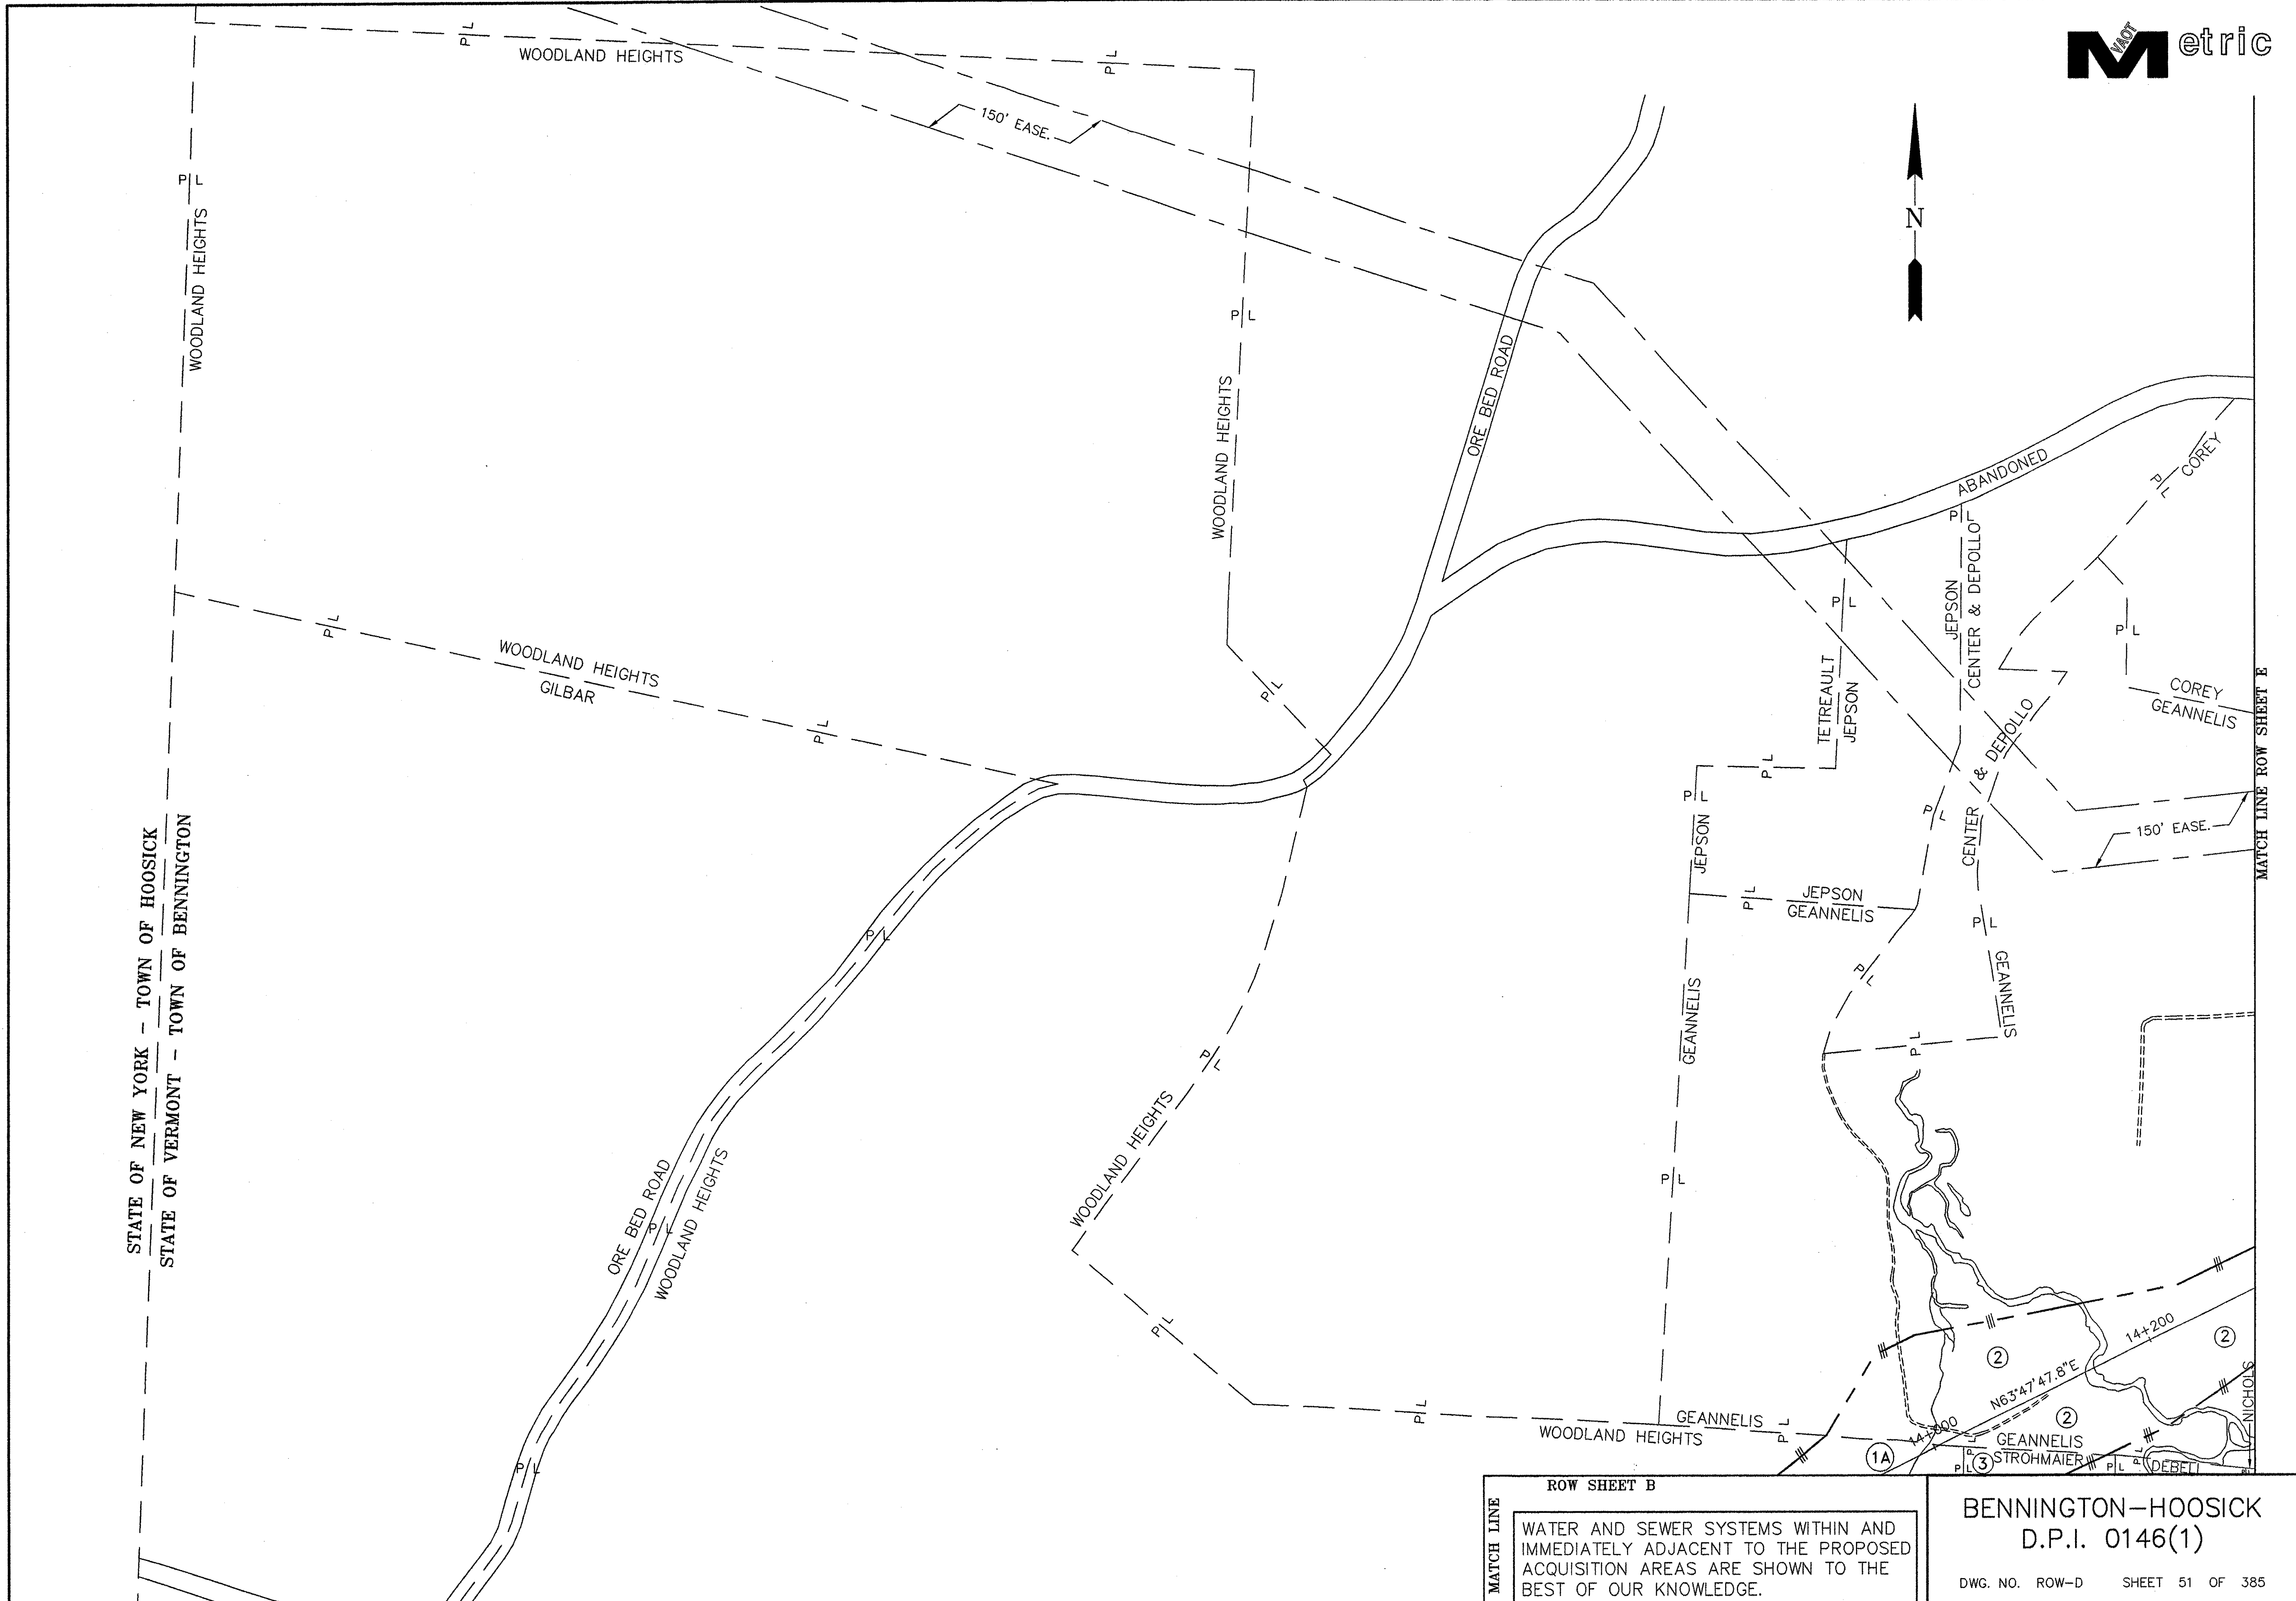 VAOT
Metric
P L
WOODLAND HEIGHTS
P L
150' EASE.
P L
WOODLAND HEIGHTS
N
P L
WOODLAND HEIGHTS
ORE BED ROAD
ABANDONED
P L
COREY
P L
JEPSON
CENTER & DEPOLLO
P L
WOODLAND HEIGHTS
GILBAR
P L
P L
P L
TETREAULT
JEPSON
P L
COREY
GEANNELIS
MATCH LINE ROW SHEET E
P L
P L
JEPSON
CENTER & DEPOLLO
P L
150' EASE.
STATE OF NEW YORK - TOWN OF HOOSICK
STATE OF VERMONT - TOWN OF BENNINGTON
P L
JEPSON
GEANNELIS
P L
P L
P L
GEANNELIS
GEANNELIS
P L
P L
WOODLAND HEIGHTS
ORE BED ROAD
P L
WOODLAND HEIGHTS
P L
P L
14+200
2
2
N63°47'47.8"E
NICHOLS
P L
GEANNELIS
WOODLAND HEIGHTS
P L
14+000
2
P L
GEANNELIS
STROHMAIER
1A
P L
3
P L
P L
DEBELL
P L
MATCH LINE
ROW SHEET B
WATER AND SEWER SYSTEMS WITHIN AND
IMMEDIATELY ADJACENT TO THE PROPOSED
ACQUISITION AREAS ARE SHOWN TO THE
BEST OF OUR KNOWLEDGE.
BENNINGTON-HOOSICK
D.P.I. 0146(1)
DWG. NO. ROW-D SHEET 51 OF 385